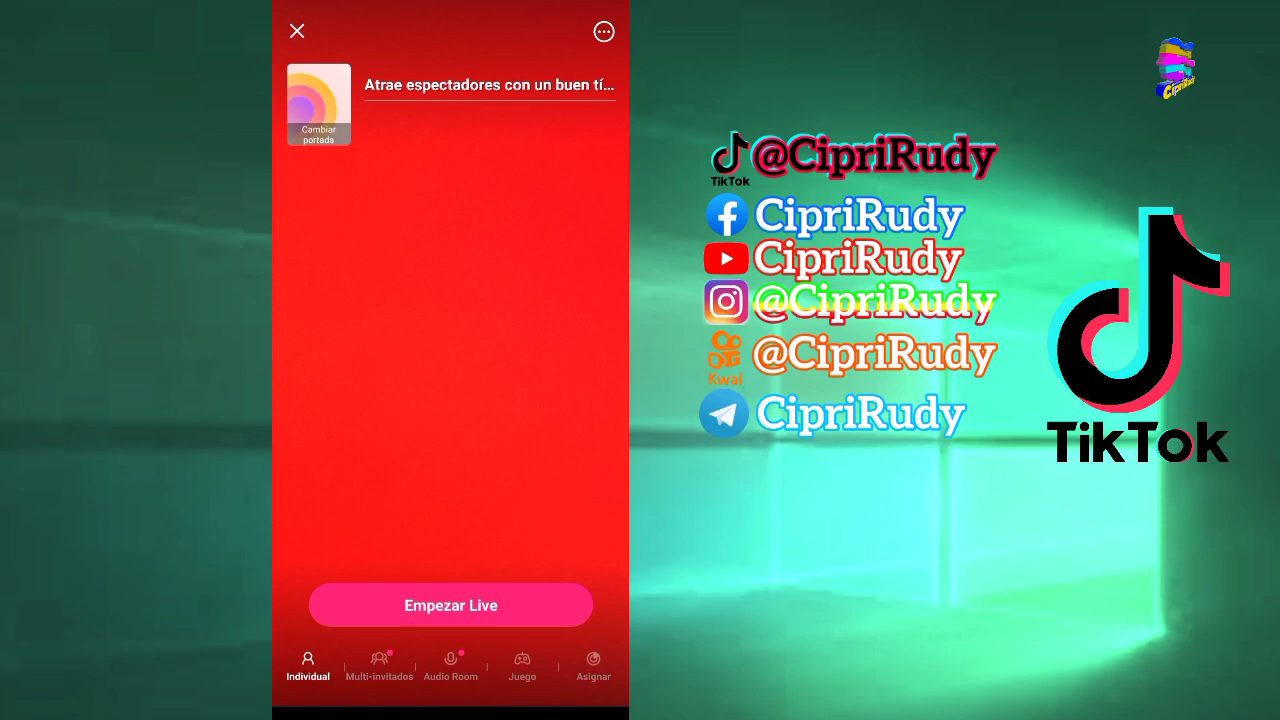 Atrae espectadores con un buen tí...
Cambiar
portada
Empezar Live
Individual
Multi-invitados
Audio Room
Juego
Asignar
CipriRudy
TikTok
@CipriRudy
CipriRudy
CipriRudy
@CipriRudy
Kwai
@CipriRudy
CipriRudy
TikTok